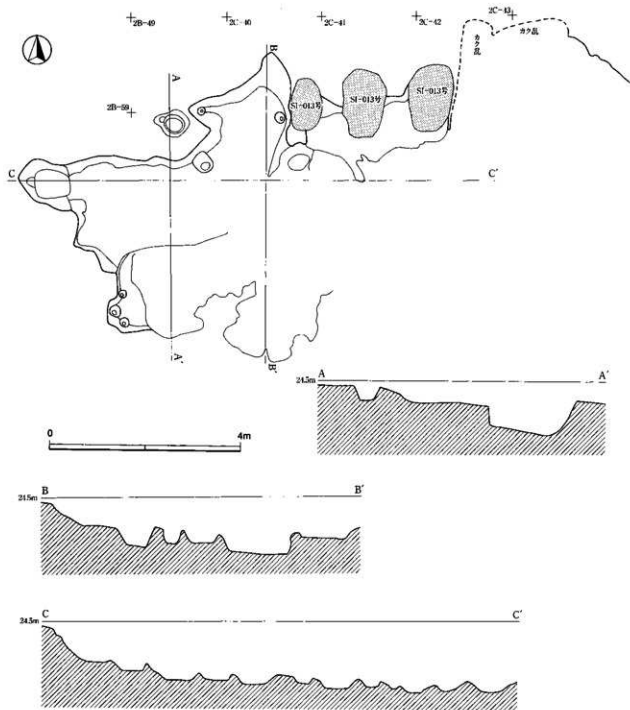 2B-49
2C-40
2C-41
2C-42
2C-43
カク乱
カク乱
B
A
2B-59
SI-013号
SI-013号
SI-013号
C
C′
A′
B′
A
A′
24.5m
0
4m
B
B′
24.5m
C
C′
24.5m